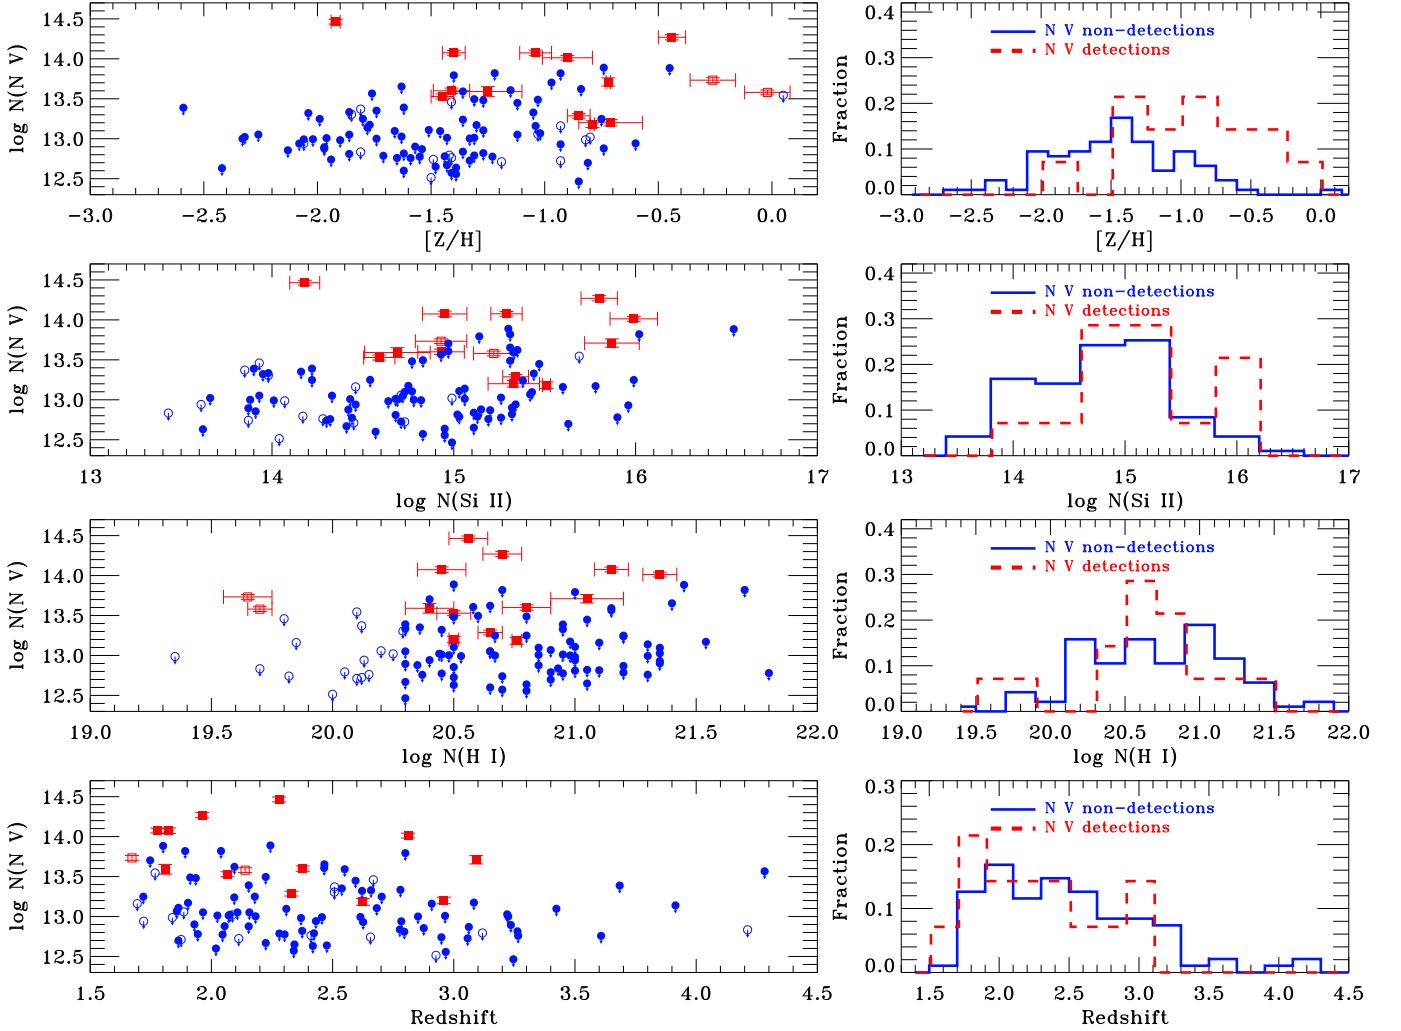 14.5
14.0
13.5
13.0
12.5
log N(N V)
-3.0 -2.5 -2.0 -1.5 -1.0 -0.5 0.0
[Z/H]
0.4
0.3
0.2
0.1
0.0
Fraction
N V non-detections
N V detections
-3.0 -2.5 -2.0 -1.5 -1.0 -0.5 0.0
[Z/H]
14.5
14.0
13.5
13.0
12.5
log N(N V)
13 14 15 16 17
log N(Si II)
0.4
0.3
0.2
0.1
0.0
Fraction
N V non-detections
N V detections
13 14 15 16 17
log N(Si II)
14.5
14.0
13.5
13.0
12.5
log N(N V)
19.0 19.5 20.0 20.5 21.0 21.5 22.0
log N(H I)
0.4
0.3
0.2
0.1
0.0
Fraction
N V non-detections
N V detections
19.0 19.5 20.0 20.5 21.0 21.5 22.0
log N(H I)
14.5
14.0
13.5
13.0
12.5
log N(N V)
1.5 2.0 2.5 3.0 3.5 4.0 4.5
Redshift
0.3
0.2
0.1
0.0
Fraction
N V non-detections
N V detections
1.5 2.0 2.5 3.0 3.5 4.0 4.5
Redshift